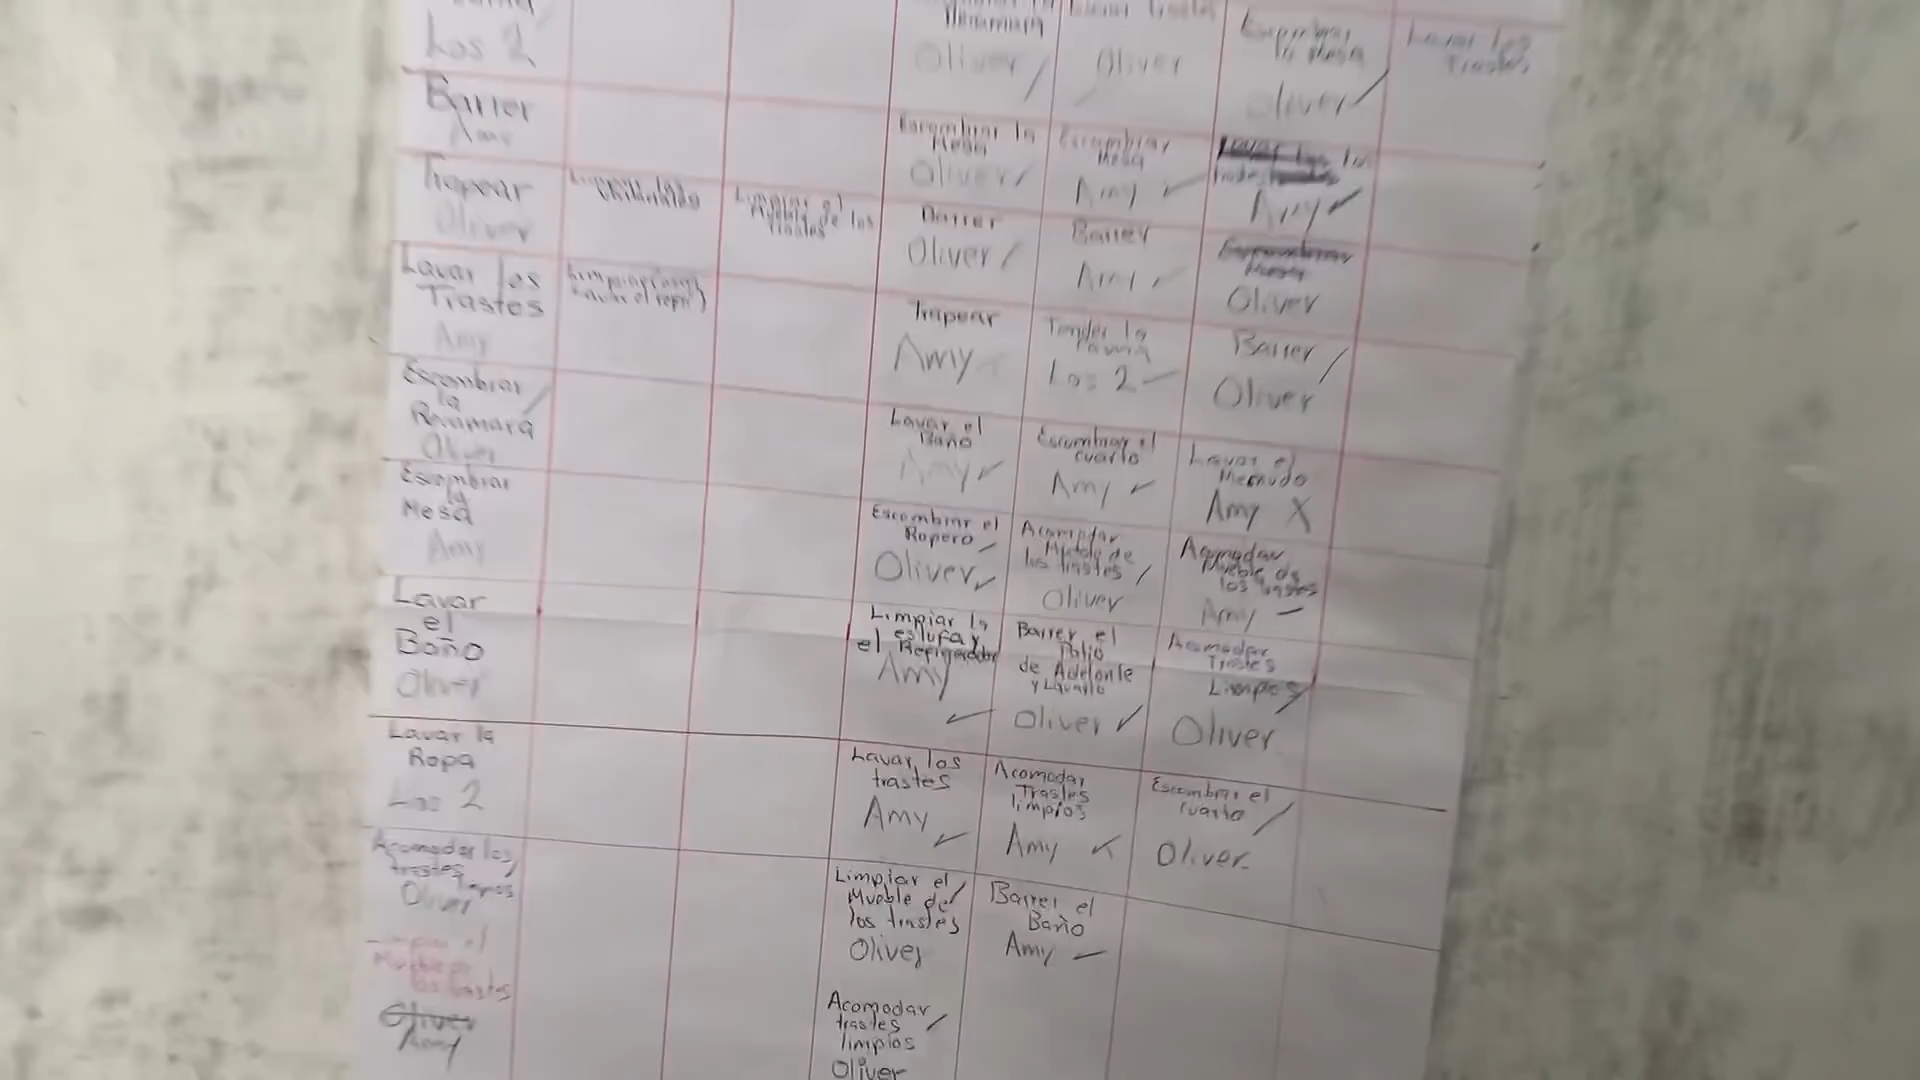 Los 2
Barrer
Amy
Trapear
Oliver
Lavar los
Trastes
Amy
Escombrar
la
Recamara
Oliver
Escombrar
la
Mesa
Amy
Lavar
el
Baño
Oliver
Lavar la
Ropa
Los 2
Acomodar los
trastes
Oliver
Mueble
los trastes
Oliver
Amy
Limpiar el
Mueble de los
Trastes
Oliver
Escombrar la
Mesa
Oliver
Barrer
Oliver
Trapear
Amy
Lavar el
Baño
Amy
Escombrar el
Ropero
Oliver
Limpiar la
estufa y
el Refrigerador
Amy
Lavar los
trastes
Amy
Limpiar el
Mueble de
los trastes
Oliver
Acomodar
trastes
limpios
Oliver
Oliver
Escombrar
Mesa
Amy
Barrer
Amy
Tender la
cama
Los 2
Escombrar el
cuarto
Amy
Acomodar
Mueble de
los trastes
Oliver
Barrer el
Patio
de Adelante
y Lavarlo
Oliver
Acomodar
Trastes
limpios
Amy
Barrer el
Baño
Amy
Escombrar
la Mesa
Oliver
Amy
Oliver
Barrer
Oliver
Lavar el
Amy X
Acomodar
Mueble de
los trastes
Amy
Acomodar
Trastes
Limpios
Oliver
Escombrar el
cuarto
Oliver
Lavar los
Trastes